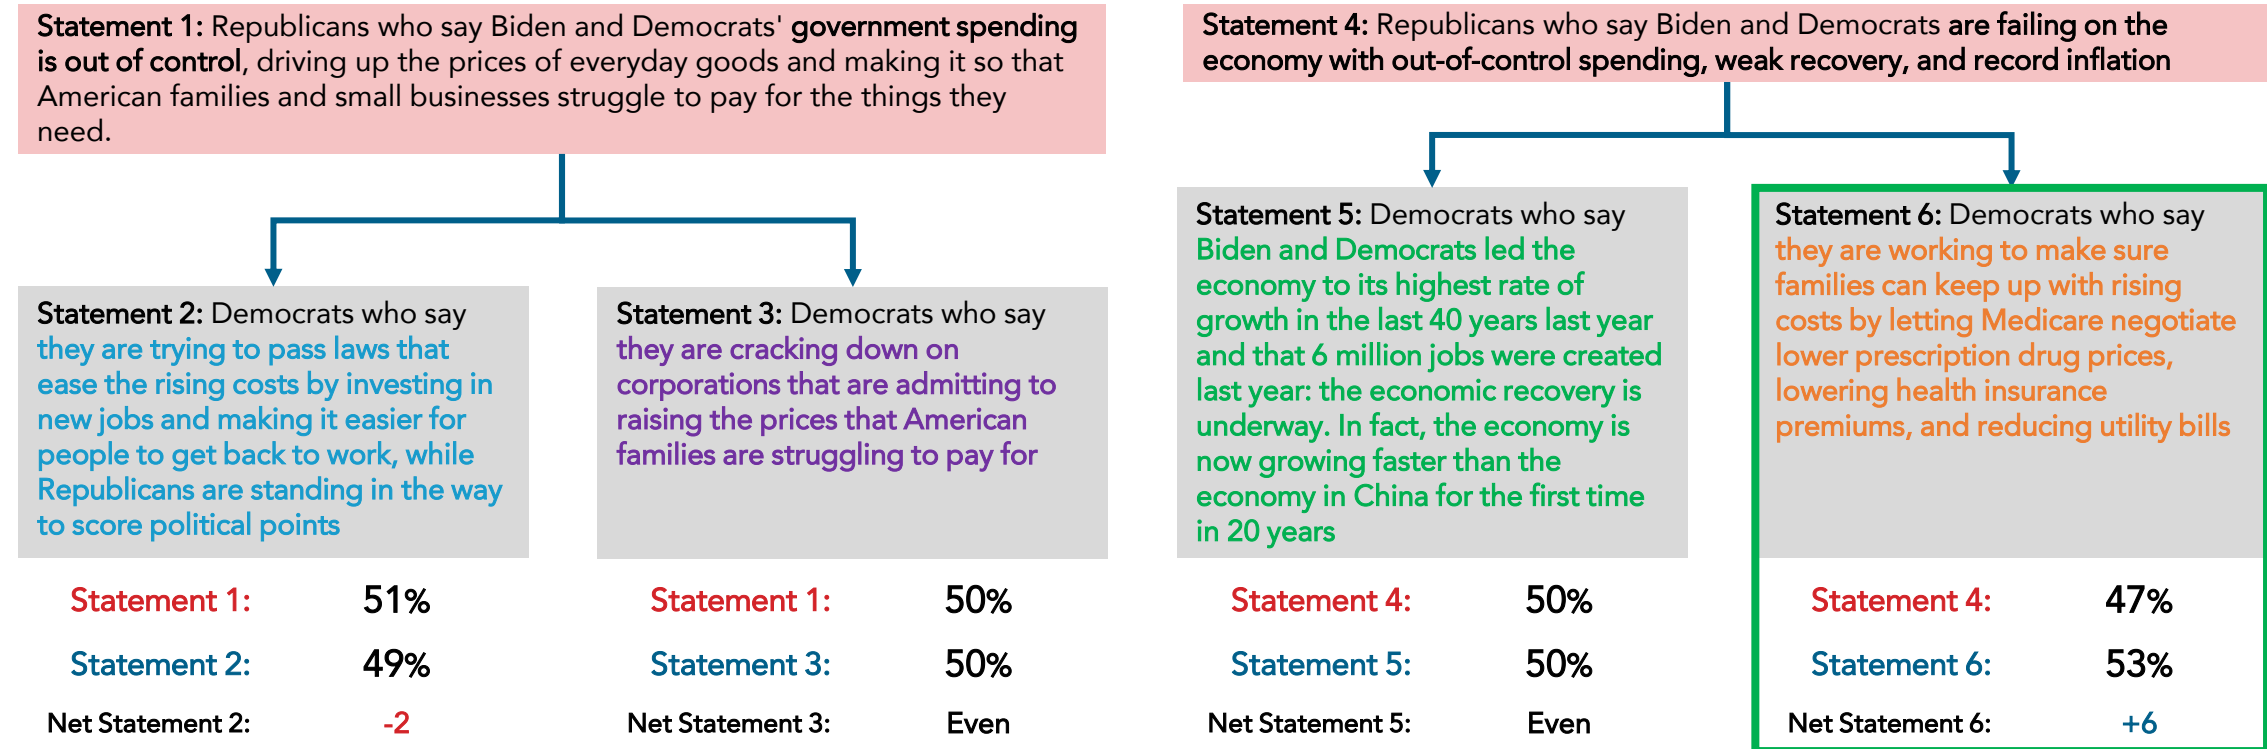 Statement 1: Republicans who say Biden and Democrats' government spending
is out of control, driving up the prices of everyday goods and making it so that
American families and small businesses struggle to pay for the things they
need.
Statement 2: Democrats who say
they are trying to pass laws that
ease the rising costs by investing in
new jobs and making it easier for
people to get back to work, while
Republicans are standing in the way
to score political points
Statement 1: 51%
Statement 2: 49%
Net Statement 2: -2
Statement 3: Democrats who say
they are cracking down on
corporations that are admitting to
raising the prices that American
families are struggling to pay for
Statement 1: 50%
Statement 3: 50%
Net Statement 3: Even
Statement 4: Republicans who say Biden and Democrats are failing on the
economy with out-of-control spending, weak recovery, and record inflation
Statement 5: Democrats who say
Biden and Democrats led the
economy to its highest rate of
growth in the last 40 years last year
and that 6 million jobs were created
last year: the economic recovery is
underway. In fact, the economy is
now growing faster than the
economy in China for the first time
in 20 years
Statement 4: 50%
Statement 5: 50%
Net Statement 5: Even
Statement 6: Democrats who say
they are working to make sure
families can keep up with rising
costs by letting Medicare negotiate
lower prescription drug prices,
lowering health insurance
premiums, and reducing utility bills
Statement 4: 47%
Statement 6: 53%
Net Statement 6: +6